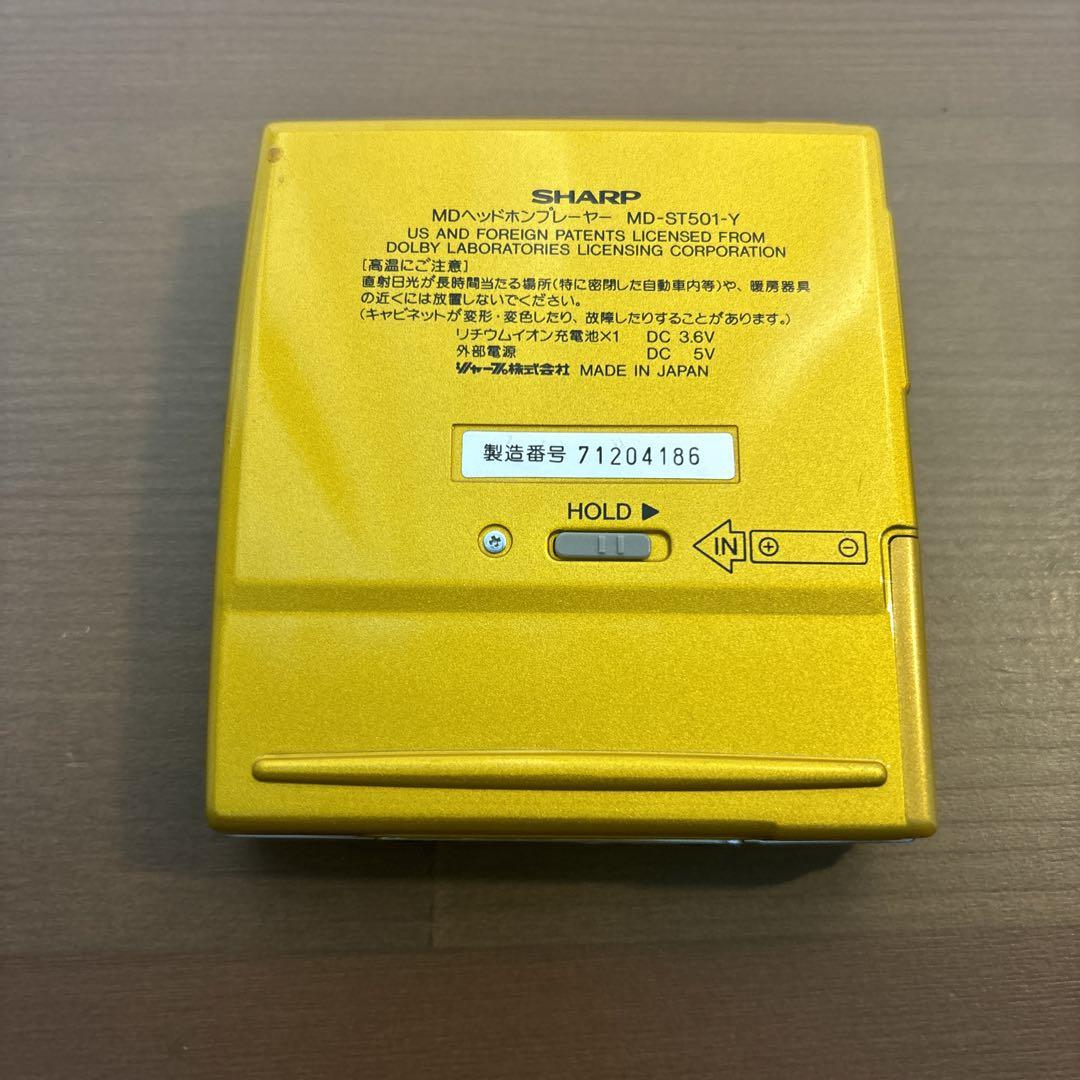 SHARP
MDヘッドホンプレーヤー MD-ST501-Y
US AND FOREIGN PATENTS LICENSED FROM
DOLBY LABORATORIES LICENSING CORPORATION
[高温にご注意]
直射日光が長時間当たる場所(特に密閉した自動車内等)や、暖房器具
の近くには放置しないでください。
(キャビネットが変形・変色したり、故障したりすることがあります。)
リチウムイオン充電池×1 DC 3.6V
外部電源 DC 5V
シャープ株式会社 MADE IN JAPAN
製造番号 71204186
HOLD ▶
IN ⊕ ⊖